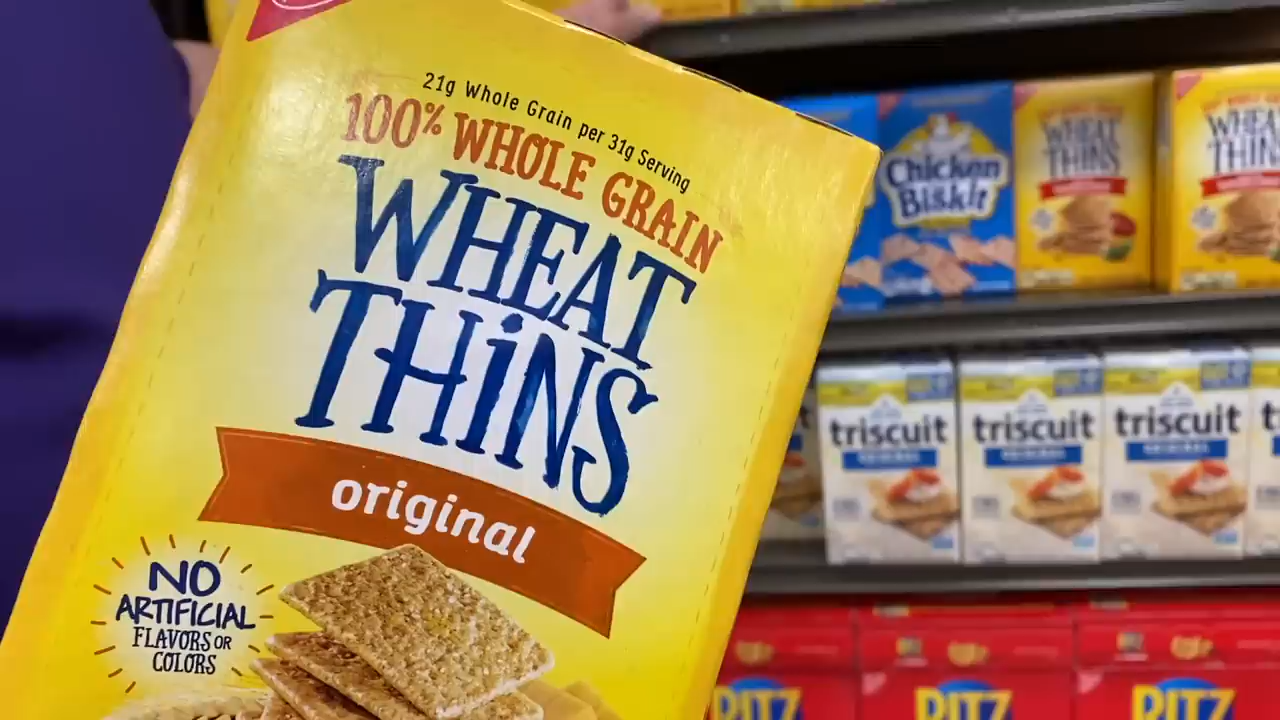 21g Whole Grain per 31g Serving
100% WHOLE GRAIN
WHEAT
THiNS
original
NO
ARTIFICIAL
FLAVORS OR
COLORS
Chicken
Biskit
WHEAT
THINS
WHEAT
THINS
triscuit
triscuit
triscuit
RITZ
RITZ
RITZ